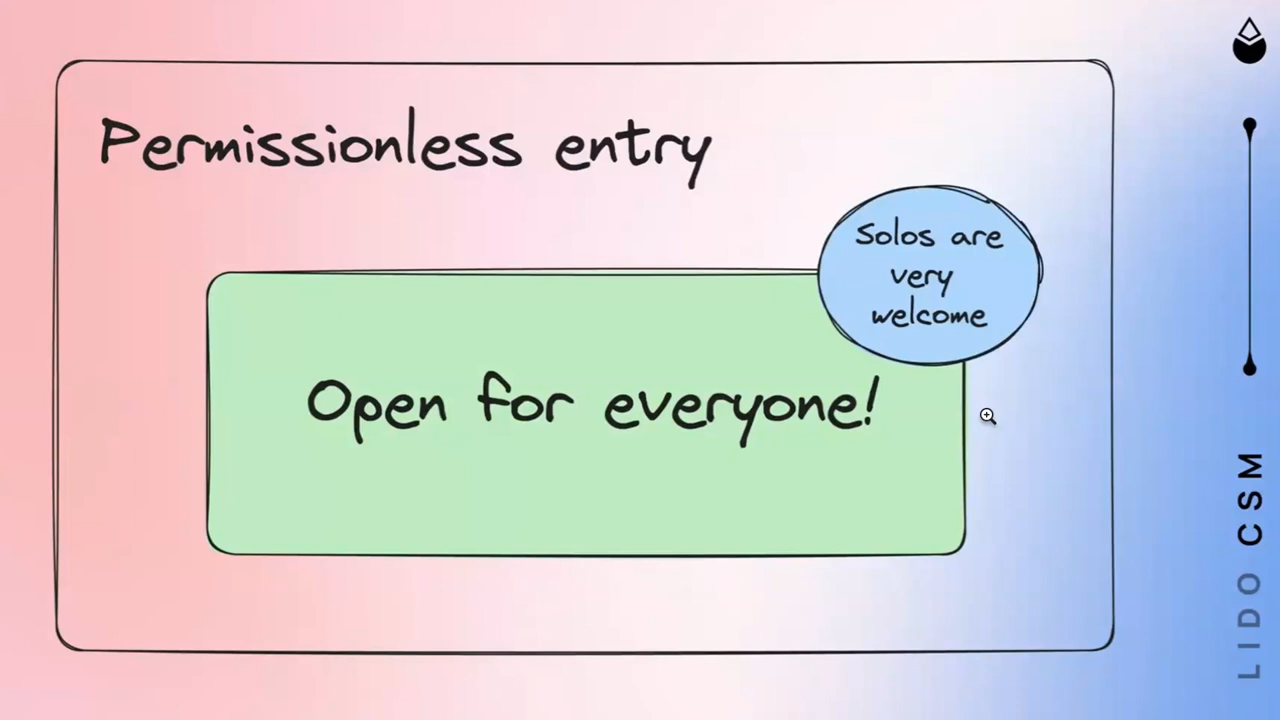 Permissionless entry
Solos are
very
welcome
Open for everyone!
LIDO CSM